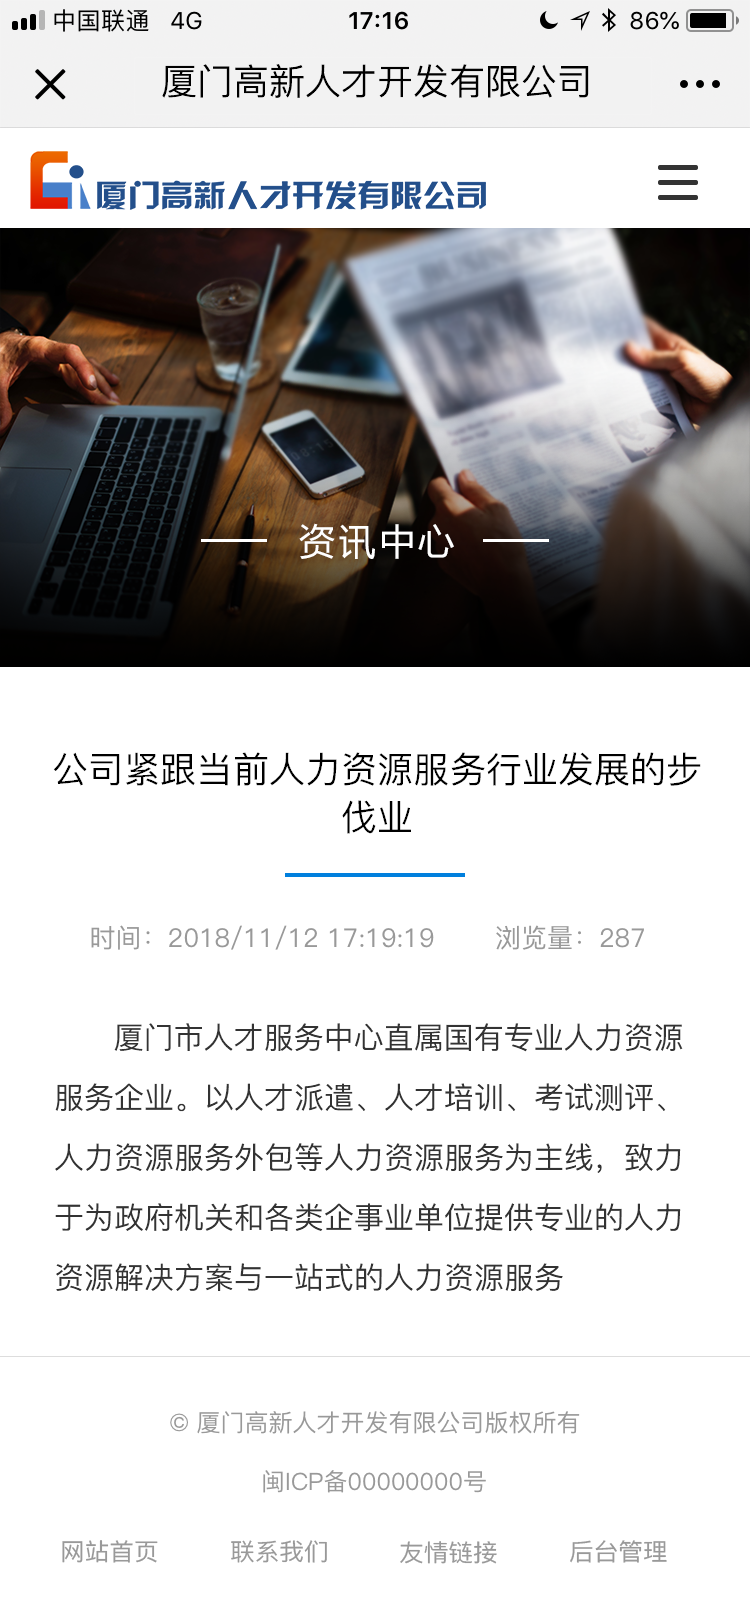 中国联通 4G 17:16 86%
厦门高新人才开发有限公司
厦门高新人才开发有限公司
BUSINESS
资讯中心
公司紧跟当前人力资源服务行业发展的步
伐业
时间：2018/11/12 17:19:19 浏览量：287
厦门市人才服务中心直属国有专业人力资源
服务企业。以人才派遣、人才培训、考试测评、
人力资源服务外包等人力资源服务为主线，致力
于为政府机关和各类企事业单位提供专业的人力
资源解决方案与一站式的人力资源服务
© 厦门高新人才开发有限公司版权所有
闽ICP备00000000号
网站首页 联系我们 友情链接 后台管理